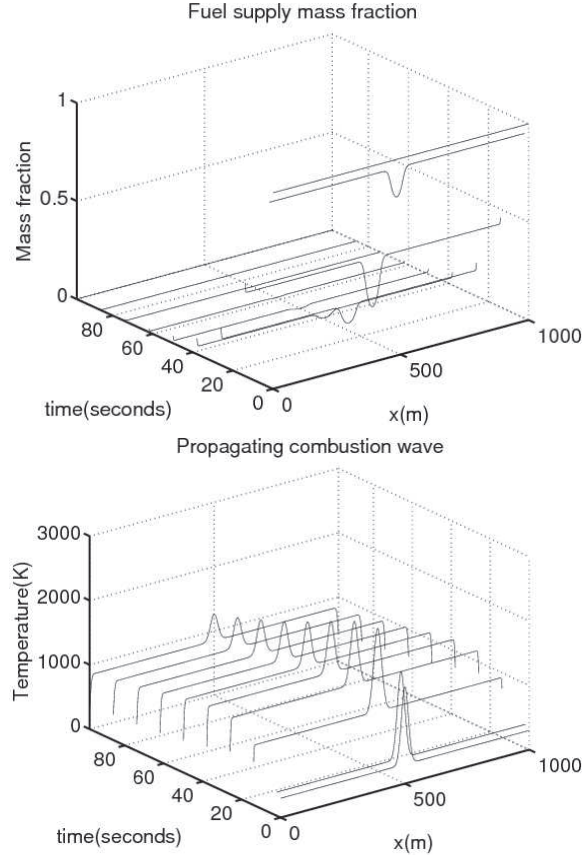 Fuel supply mass fraction
1
0.5
0
Mass fraction
80
60
40
20
0
time(seconds)
0
500
1000
x(m)
Propagating combustion wave
3000
2000
1000
0
Temperature(K)
80
60
40
20
0
time(seconds)
0
500
1000
x(m)